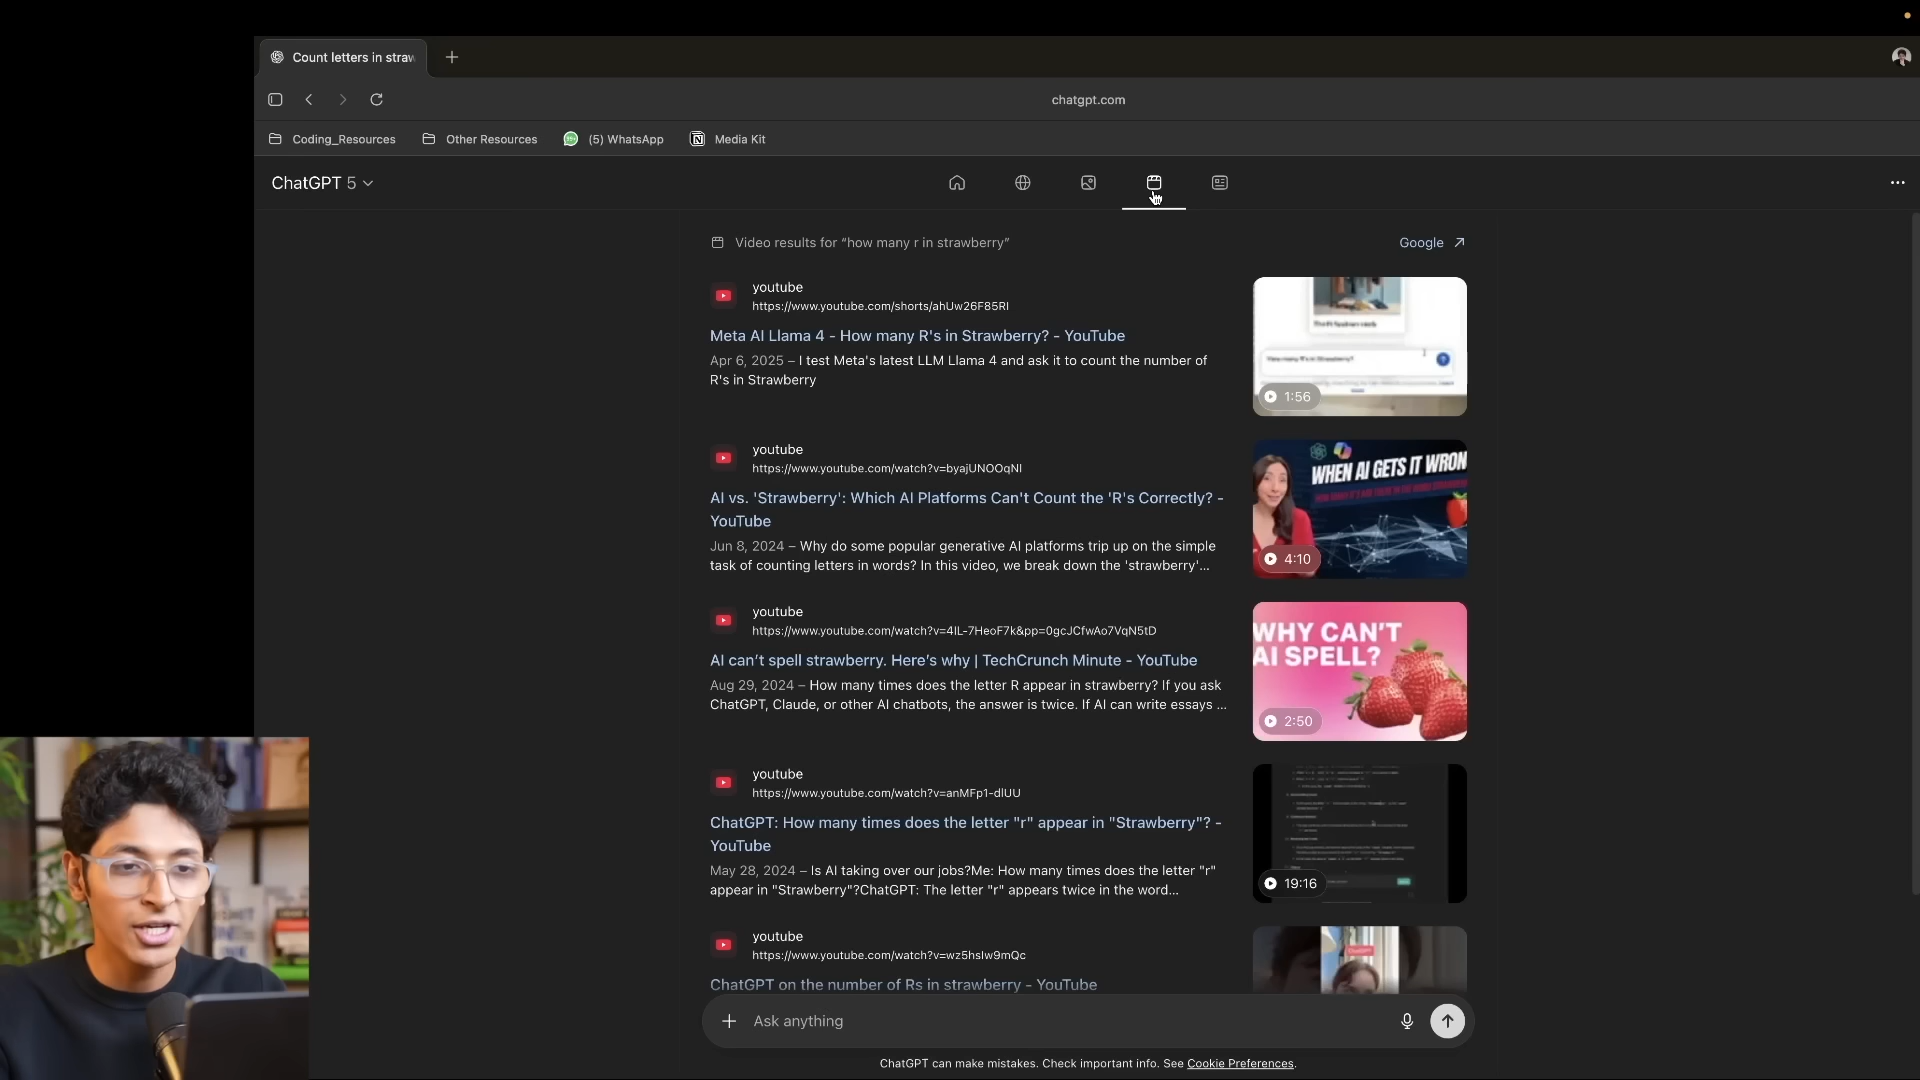 Count letters in straw
chatgpt.com
Coding_Resources
Other Resources
(5) WhatsApp
Media Kit
ChatGPT 5
Video results for “how many r in strawberry”
Google
youtube
https://www.youtube.com/shorts/ahUw26F85RI
Meta AI Llama 4 - How many R's in Strawberry? - YouTube
Apr 6, 2025 – I test Meta's latest LLM Llama 4 and ask it to count the number of
R's in Strawberry
How many R's in Strawberry?
1:56
youtube
https://www.youtube.com/watch?v=byajUNOOqNI
AI vs. 'Strawberry': Which AI Platforms Can't Count the 'R's Correctly? -
YouTube
Jun 8, 2024 – Why do some popular generative AI platforms trip up on the simple
task of counting letters in words? In this video, we break down the 'strawberry'...
WHEN AI GETS IT WRON
4:10
youtube
https://www.youtube.com/watch?v=4IL-7HeoF7k&pp=0gcJCfwAo7VqN5tD
AI can’t spell strawberry. Here’s why | TechCrunch Minute - YouTube
Aug 29, 2024 – How many times does the letter R appear in strawberry? If you ask
ChatGPT, Claude, or other AI chatbots, the answer is twice. If AI can write essays ...
WHY CAN'T
AI SPELL?
2:50
youtube
https://www.youtube.com/watch?v=anMFp1-dlUU
ChatGPT: How many times does the letter "r" appear in "Strawberry"? -
YouTube
May 28, 2024 – Is AI taking over our jobs?Me: How many times does the letter "r"
appear in "Strawberry"?ChatGPT: The letter "r" appears twice in the word...
19:16
youtube
https://www.youtube.com/watch?v=wz5hslw9mQc
ChatGPT on the number of Rs in strawberry - YouTube
Ask anything
ChatGPT can make mistakes. Check important info. See Cookie Preferences.